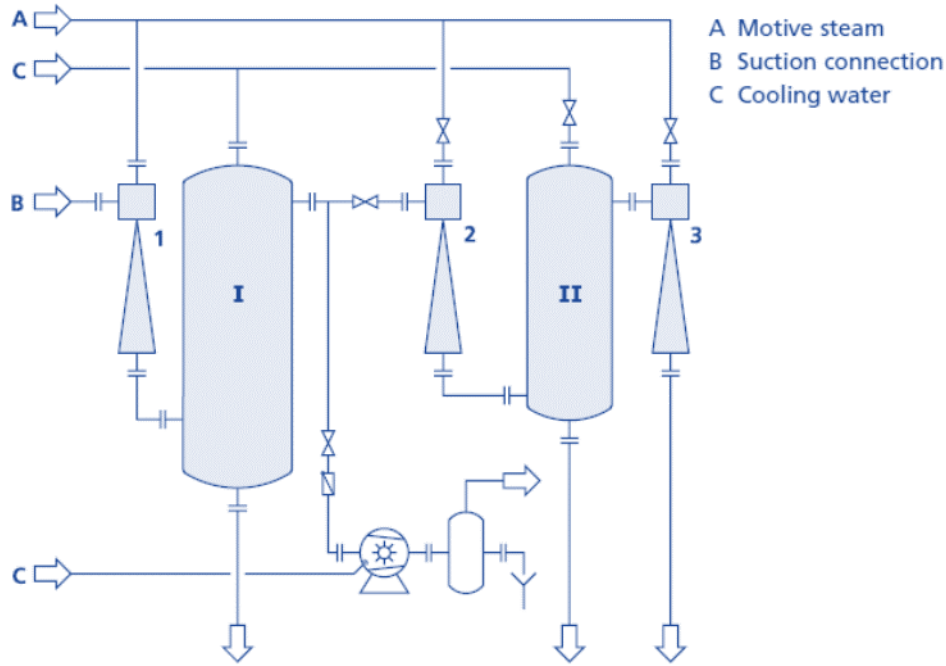 A
A Motive steam
B Suction connection
C
C Cooling water
B
1
2
3
I
II
C